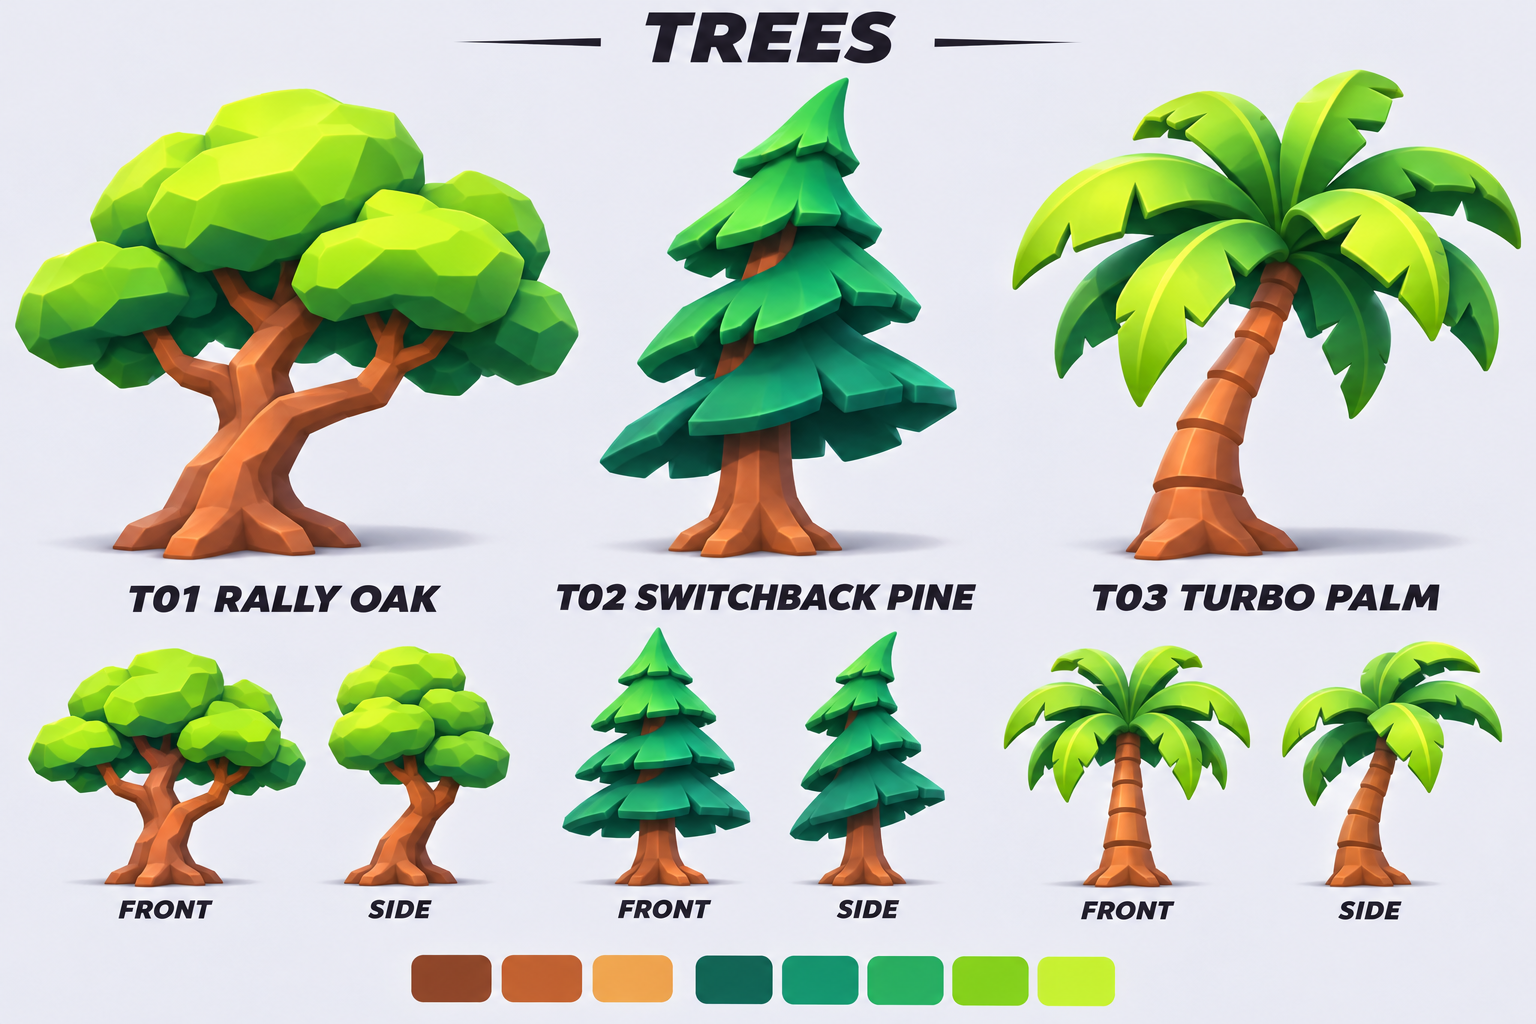 TREES
T01 RALLY OAK
T02 SWITCHBACK PINE
T03 TURBO PALM
FRONT
SIDE
FRONT
SIDE
FRONT
SIDE